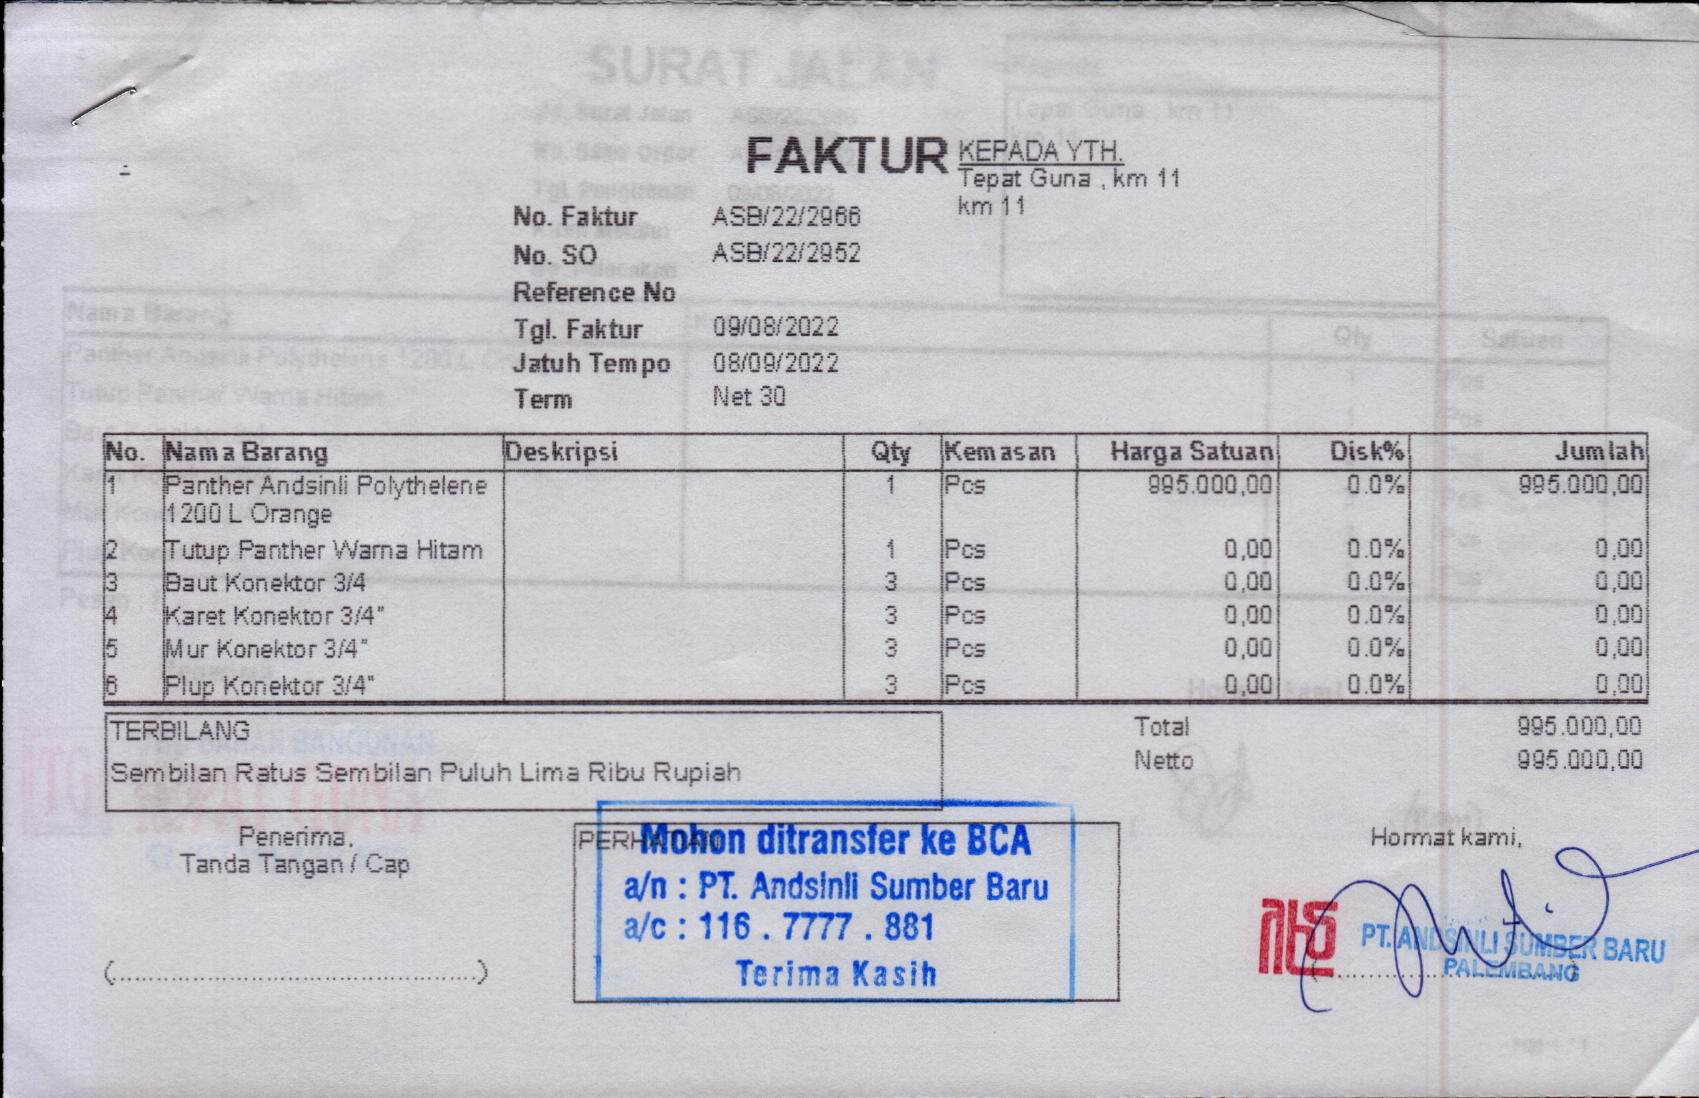 FAKTUR
KEPADA YTH.
Tepat Guna , km 11
km 11
No. Faktur ASB/22/2966
No. SO ASB/22/2952
Reference No
Tgl. Faktur 09/08/2022
Jatuh Tempo 08/09/2022
Term Net 30
No. Nama Barang Deskripsi Qty Kemasan Harga Satuan Disk% Jumlah
1 Panther Andsinli Polythelene 1 Pcs 995.000,00 0.0% 995.000,00
1200 L Orange
2 Tutup Panther Warna Hitam 1 Pcs 0,00 0.0% 0,00
3 Baut Konektor 3/4 3 Pcs 0,00 0.0% 0,00
4 Karet Konektor 3/4" 3 Pcs 0,00 0.0% 0,00
5 Mur Konektor 3/4" 3 Pcs 0,00 0.0% 0,00
6 Plup Konektor 3/4" 3 Pcs 0,00 0.0% 0,00
TERBILANG
Sembilan Ratus Sembilan Puluh Lima Ribu Rupiah
Total 995.000,00
Netto 995.000,00
Penerima,
Tanda Tangan / Cap
(..............................................)
Mohon ditransfer ke BCA
a/n : PT. Andsinli Sumber Baru
a/c : 116 . 7777 . 881
Terima Kasih
Hormat kami,
PT. ANDSINLI SUMBER BARU
PALEMBANG
SURAT JALAN